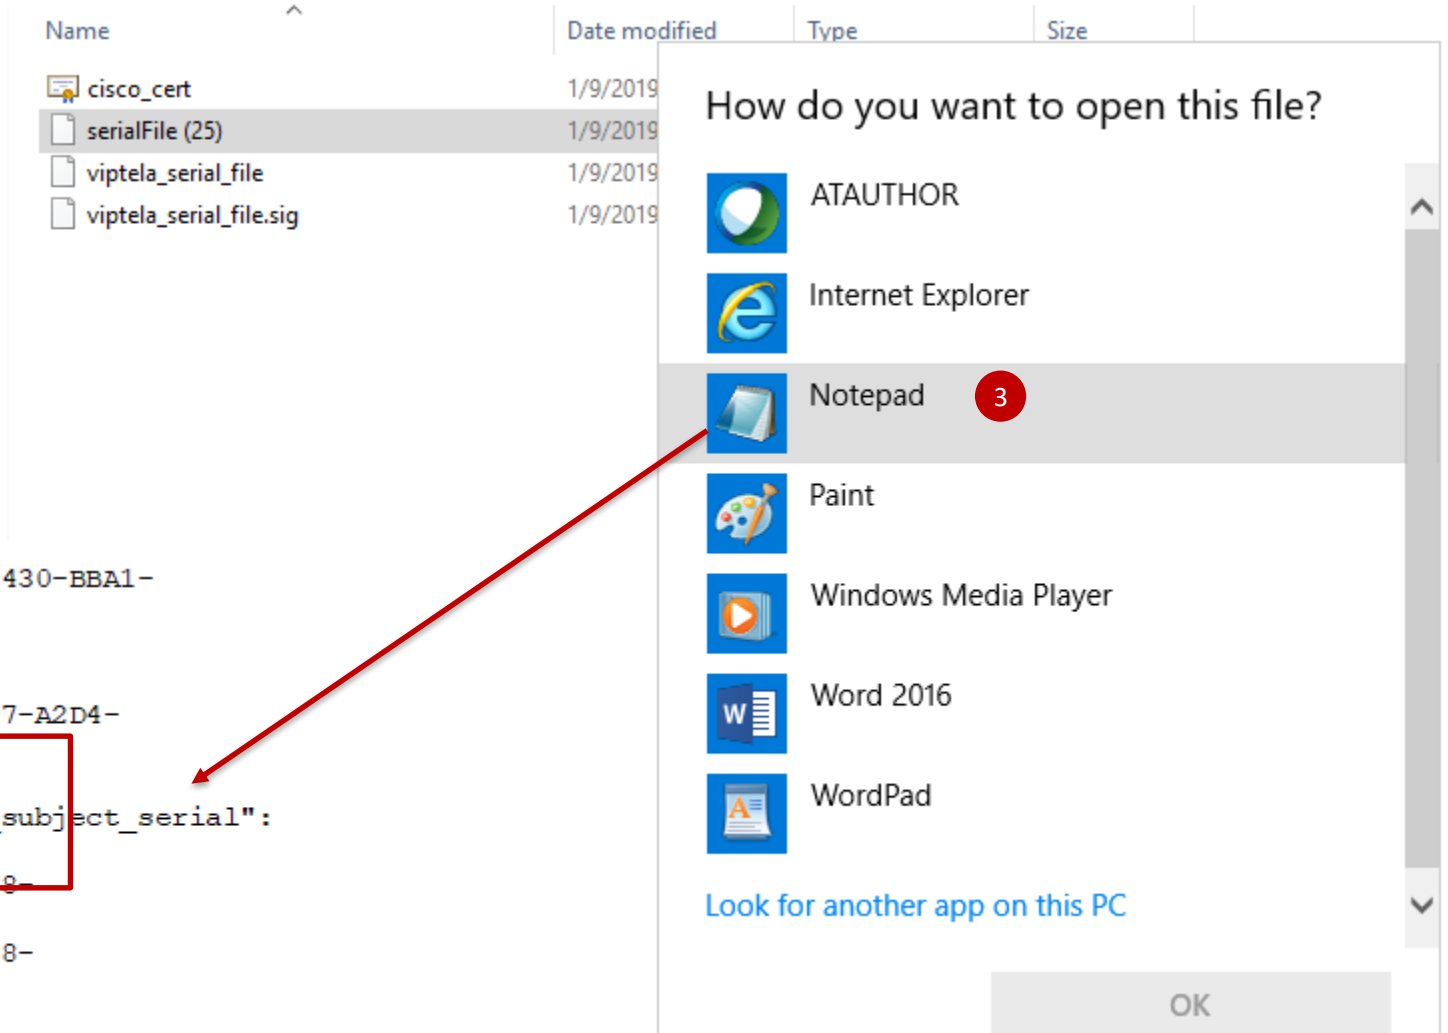 Name Date modified Type Size
cisco_cert 1/9/2019
serialFile (25) 1/9/2019
viptela_serial_file 1/9/2019
viptela_serial_file.sig 1/9/2019
How do you want to open this file?
ATAUTHOR
Internet Explorer
Notepad 3
Paint
Windows Media Player
Word 2016
WordPad
Look for another app on this PC
OK
430-BBA1-
7-A2D4-
_subject_serial":
8-
8-